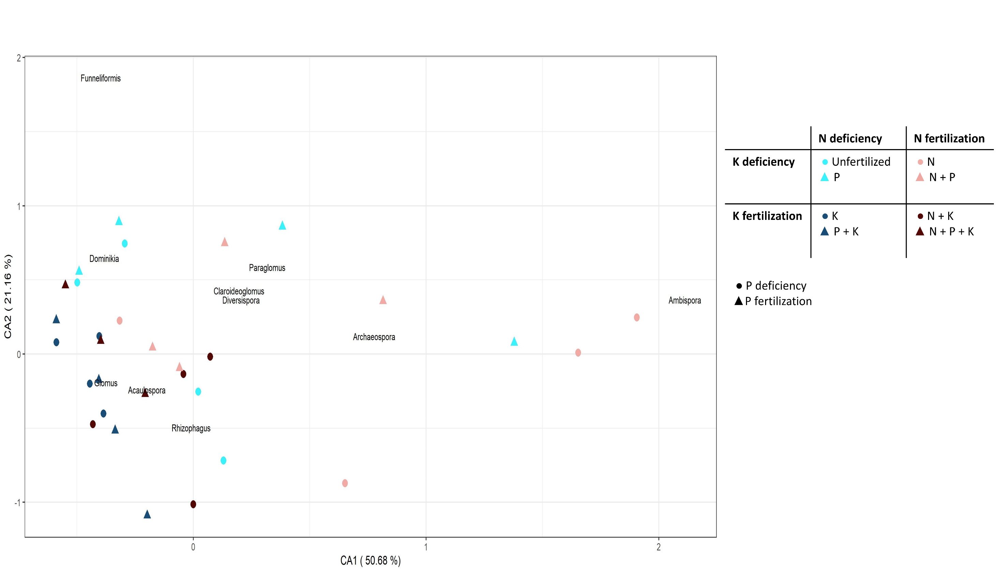 2
Funneliformis
1
Dominikia
Paraglomus
Claroideoglomus
Diversispora
Ambispora
Archaeospora
0
Glomus
Acaulospora
Rhizophagus
-1
CA2 ( 21.16 %)
0 1 2
CA1 ( 50.68 %)
N deficiency N fertilization
K deficiency Unfertilized N
P N + P
K fertilization K N + K
P + K N + P + K
P deficiency
P fertilization